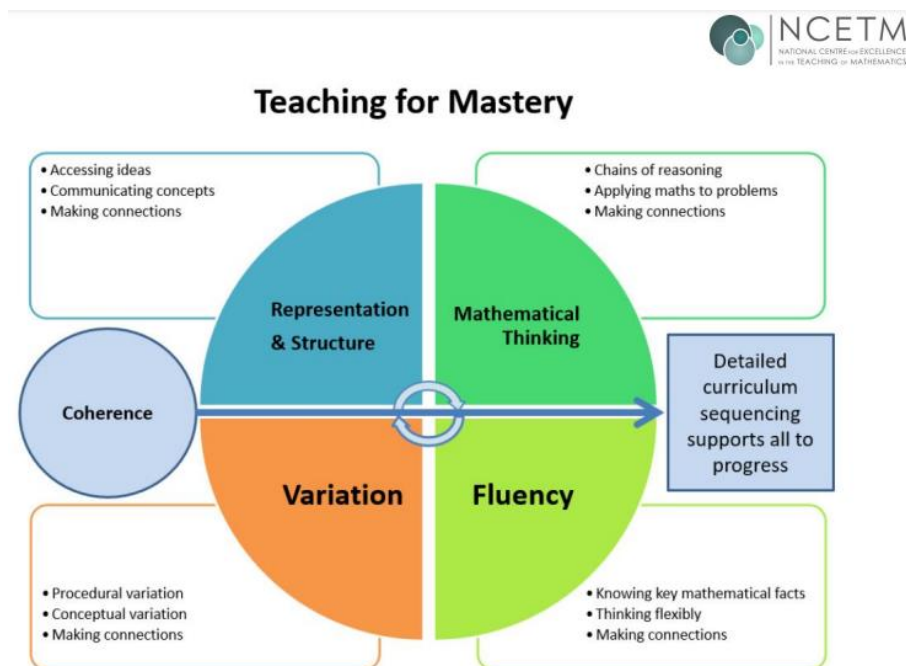 NCETM
NATIONAL CENTRE FOR EXCELLENCE
IN THE TEACHING OF MATHEMATICS
Teaching for Mastery
• Accessing ideas
• Communicating concepts
• Making connections
• Chains of reasoning
• Applying maths to problems
• Making connections
Representation
& Structure
Mathematical
Thinking
Coherence
Detailed
curriculum
sequencing
supports all to
progress
Variation
Fluency
• Procedural variation
• Conceptual variation
• Making connections
• Knowing key mathematical facts
• Thinking flexibly
• Making connections